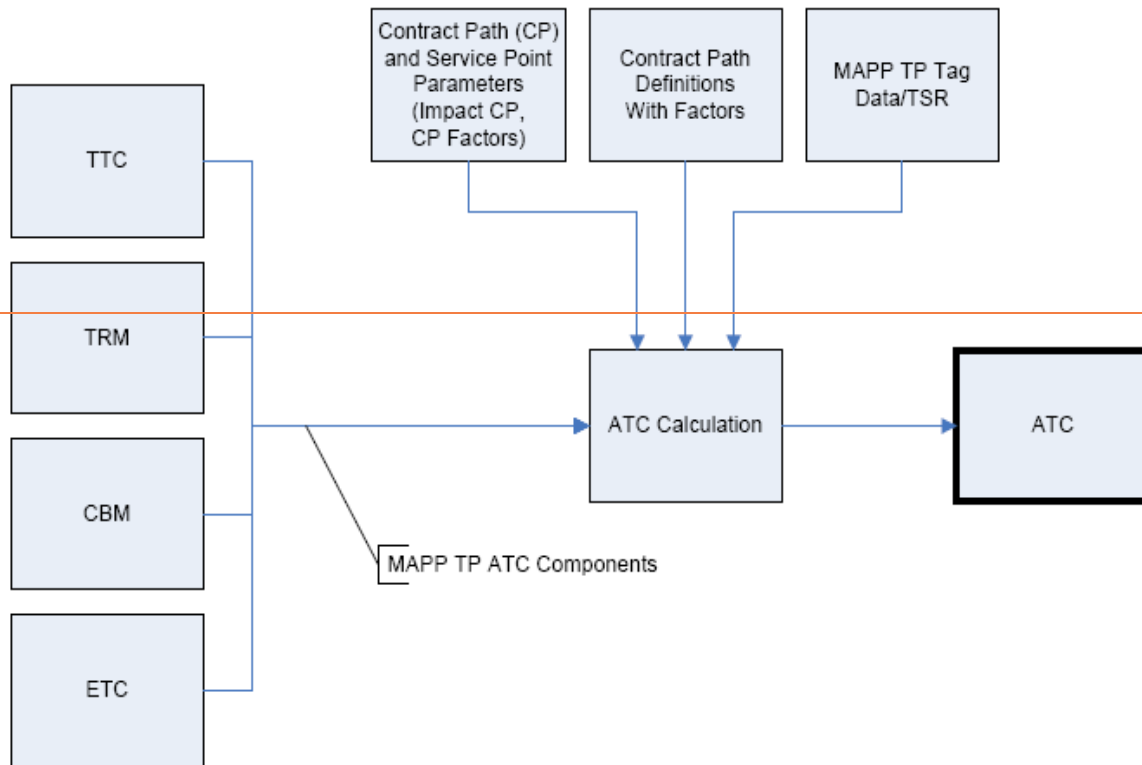 Contract Path (CP)
and Service Point
Parameters
(Impact CP,
CP Factors)
Contract Path
Definitions
With Factors
MAPP TP Tag
Data/TSR
TTC
TRM
ATC Calculation
ATC
CBM
MAPP TP ATC Components
ETC